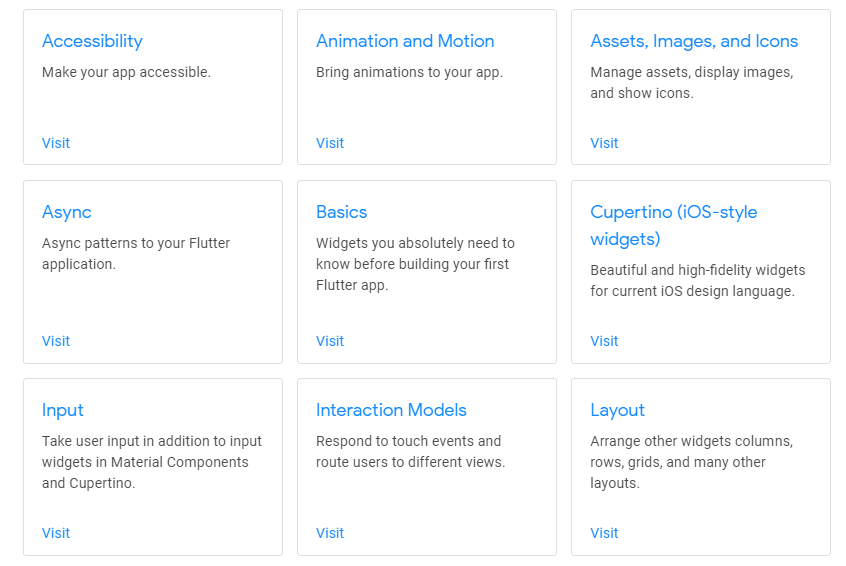 Accessibility
Make your app accessible.
Visit
Animation and Motion
Bring animations to your app.
Visit
Assets, Images, and Icons
Manage assets, display images,
and show icons.
Visit
Async
Async patterns to your Flutter
application.
Visit
Basics
Widgets you absolutely need to
know before building your first
Flutter app.
Visit
Cupertino (iOS-style
widgets)
Beautiful and high-fidelity widgets
for current iOS design language.
Visit
Input
Take user input in addition to input
widgets in Material Components
and Cupertino.
Visit
Interaction Models
Respond to touch events and
route users to different views.
Visit
Layout
Arrange other widgets columns,
rows, grids, and many other
layouts.
Visit